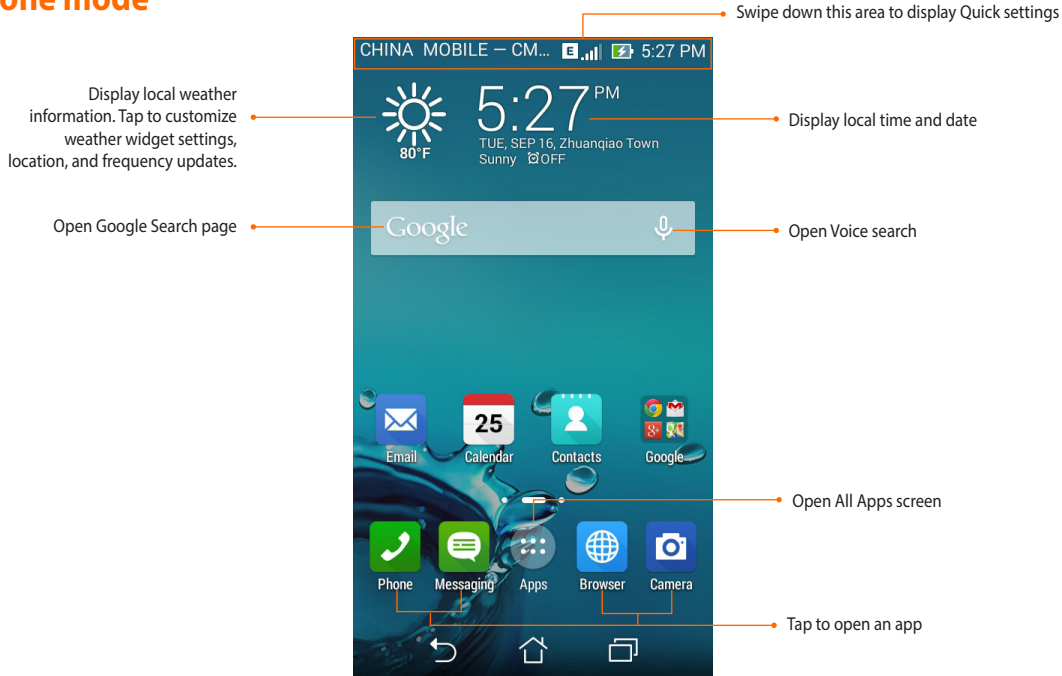 one mode
Swipe down this area to display Quick settings
CHINA MOBILE – CM... E 5:27 PM
Display local weather
information. Tap to customize
weather widget settings,
location, and frequency updates.
80°F
5:27 PM
TUE, SEP 16, Zhuanqiao Town
Sunny OFF
Display local time and date
Open Google Search page
Google
Open Voice search
25
Email Calendar Contacts Google
Open All Apps screen
Phone Messaging Apps Browser Camera
Tap to open an app